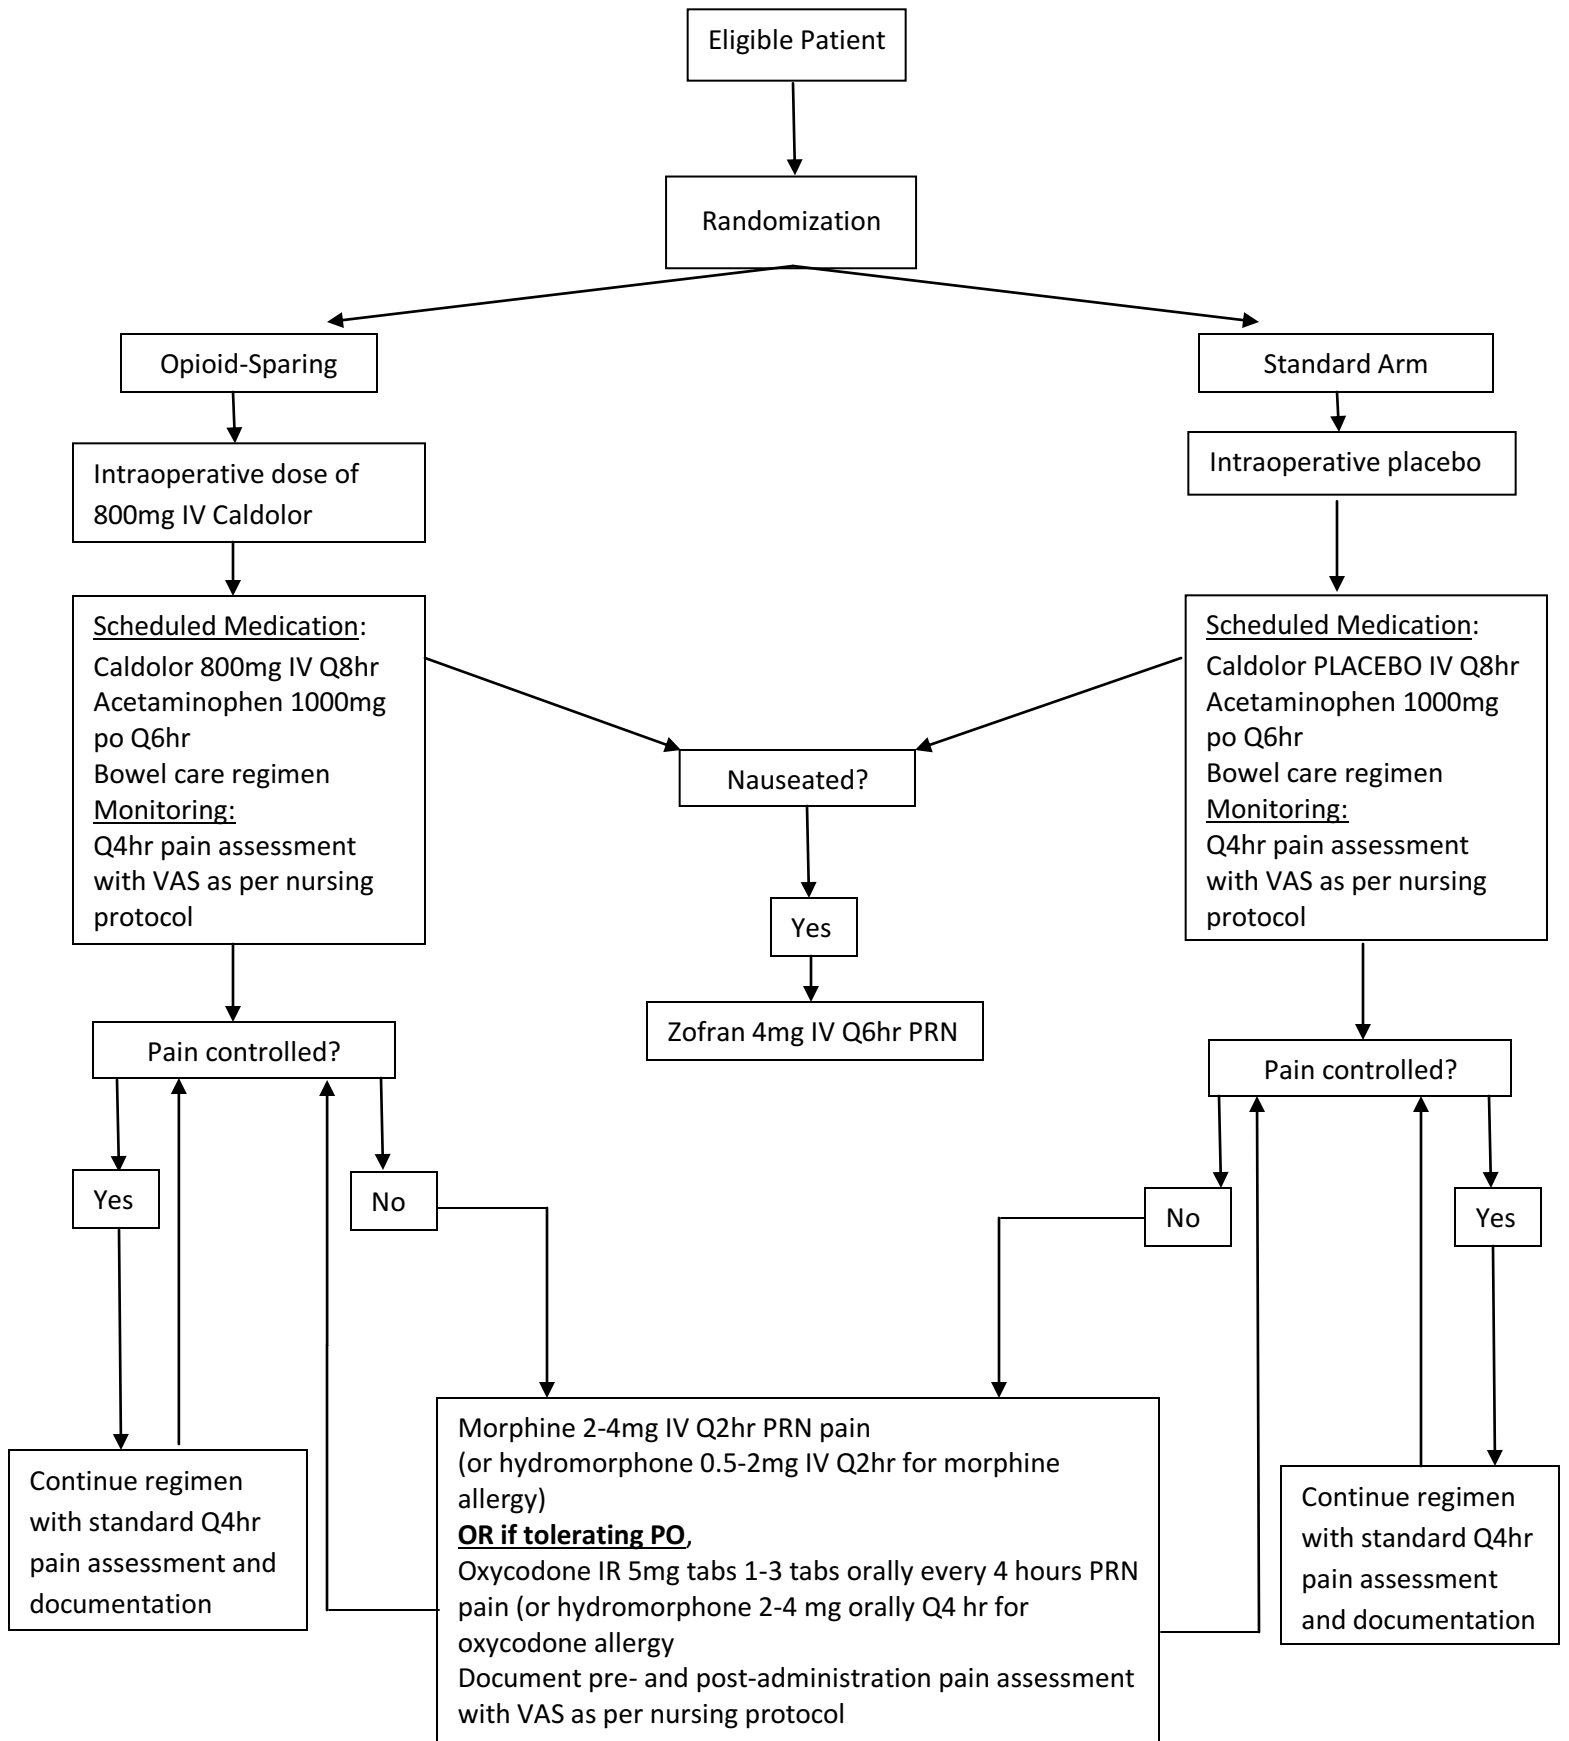 Eligible Patient
Randomization
Opioid-Sparing
Standard Arm
Intraoperative dose of
800mg IV Caldolor
Intraoperative placebo
Scheduled Medication:
Caldolor 800mg IV Q8hr
Acetaminophen 1000mg
po Q6hr
Bowel care regimen
Monitoring:
Q4hr pain assessment
with VAS as per nursing
protocol
Scheduled Medication:
Caldolor PLACEBO IV Q8hr
Acetaminophen 1000mg
po Q6hr
Bowel care regimen
Monitoring:
Q4hr pain assessment
with VAS as per nursing
protocol
Nauseated?
Yes
Zofran 4mg IV Q6hr PRN
Pain controlled?
Pain controlled?
Yes
No
No
Yes
Continue regimen
with standard Q4hr
pain assessment and
documentation
Morphine 2-4mg IV Q2hr PRN pain
(or hydromorphone 0.5-2mg IV Q2hr for morphine
allergy)
OR if tolerating PO,
Oxycodone IR 5mg tabs 1-3 tabs orally every 4 hours PRN
pain (or hydromorphone 2-4 mg orally Q4 hr for
oxycodone allergy
Document pre- and post-administration pain assessment
with VAS as per nursing protocol
Continue regimen
with standard Q4hr
pain assessment
and documentation